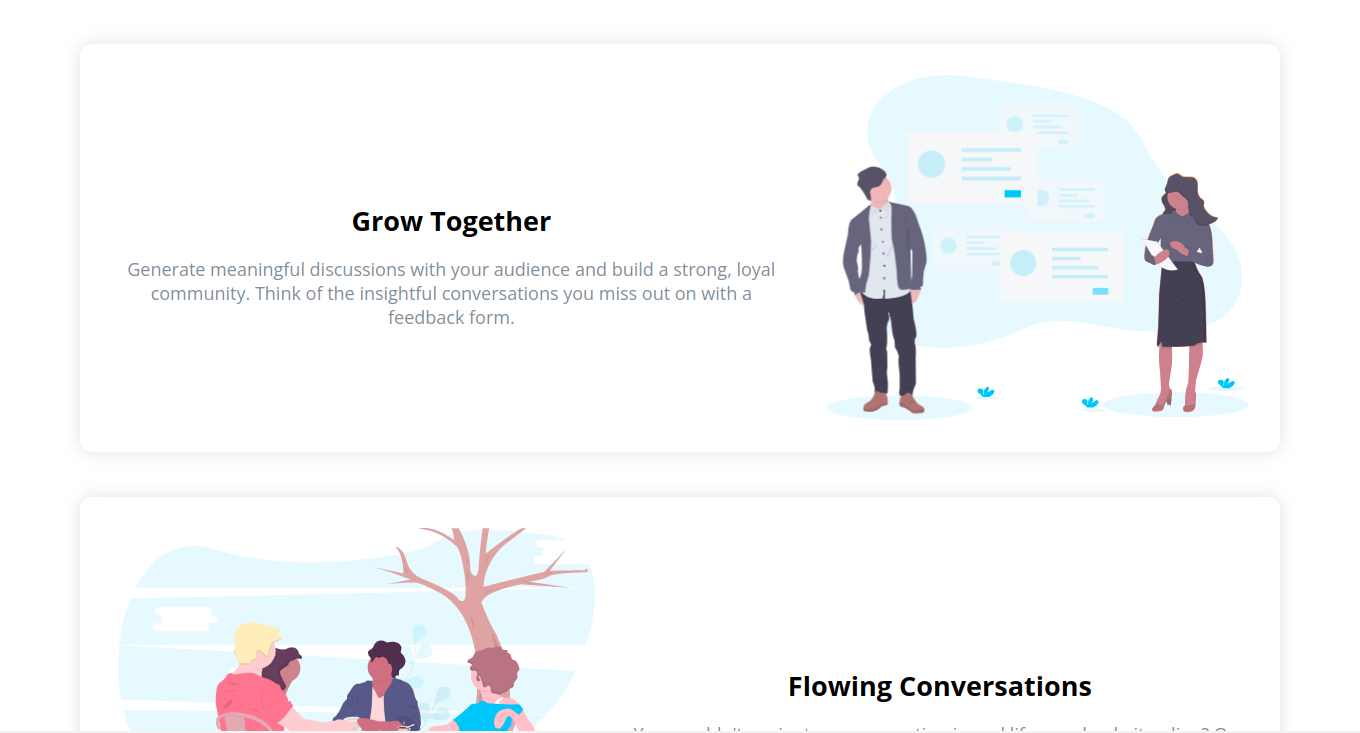 Grow Together
Generate meaningful discussions with your audience and build a strong, loyal
community. Think of the insightful conversations you miss out on with a
feedback form.
Flowing Conversations